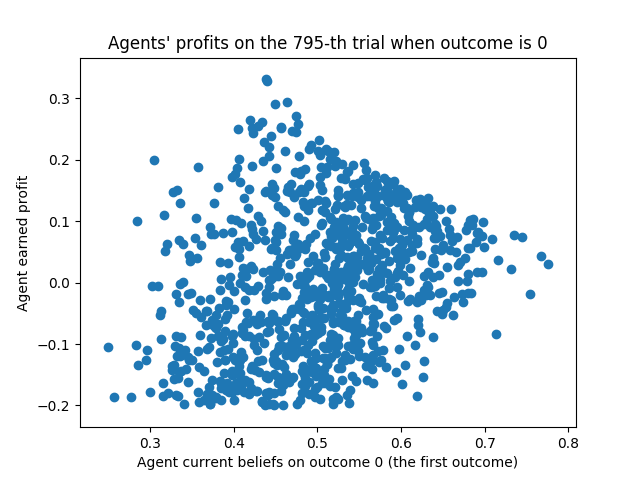 Agents' profits on the 795-th trial when outcome is 0
Agent earned profit
0.3
0.2
0.1
0.0
−0.1
−0.2
0.3 0.4 0.5 0.6 0.7 0.8
Agent current beliefs on outcome 0 (the first outcome)